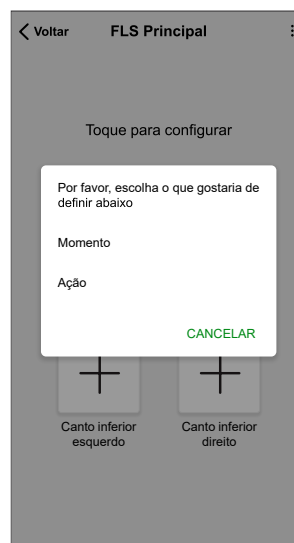 Voltar FLS Principal
Toque para configurar
Por favor, escolha o que gostaria de
definir abaixo
Momento
Ação
CANCELAR
Canto inferior
esquerdo
Canto inferior
direito